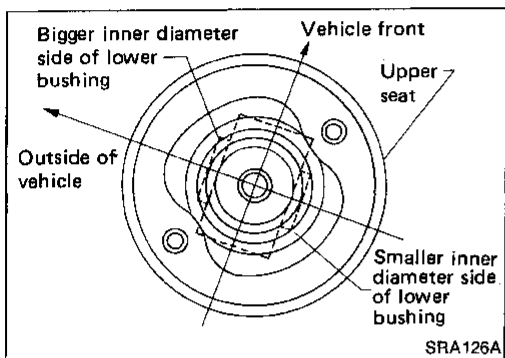 Bigger inner diameter
side of lower
bushing
Vehicle front
Upper
seat
Outside of
vehicle
Smaller inner
diameter side
of lower
bushing
SRA126A